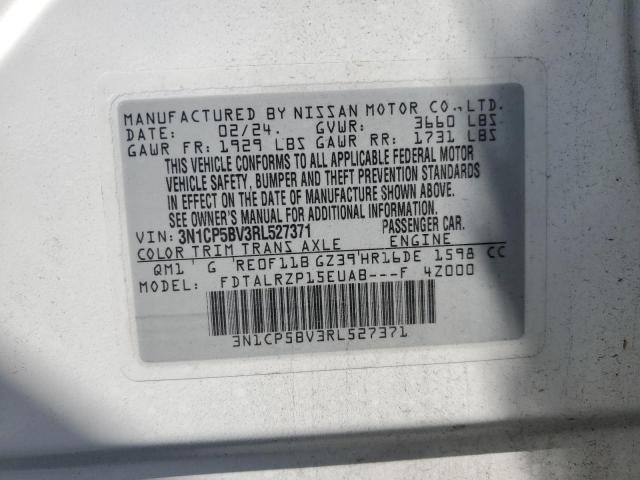 MANUFACTURED BY NISSAN MOTOR CO.,LTD.
DATE: 02/24. GVWR: 3660 LBS
GAWR FR: 1929 LBS GAWR RR: 1731 LBS
THIS VEHICLE CONFORMS TO ALL APPLICABLE FEDERAL MOTOR
VEHICLE SAFETY, BUMPER AND THEFT PREVENTION STANDARDS
IN EFFECT ON THE DATE OF MANUFACTURE SHOWN ABOVE.
SEE OWNER'S MANUAL FOR ADDITIONAL INFORMATION
VIN: 3N1CP5BV3RL527371 PASSENGER CAR.
COLOR TRIM TRANS AXLE ENGINE
QM1 G RE0F11B GZ39 HR16DE 1598 CC
MODEL: FDTALRZP15EUAB---F 4Z000
3N1CP5BV3RL527371